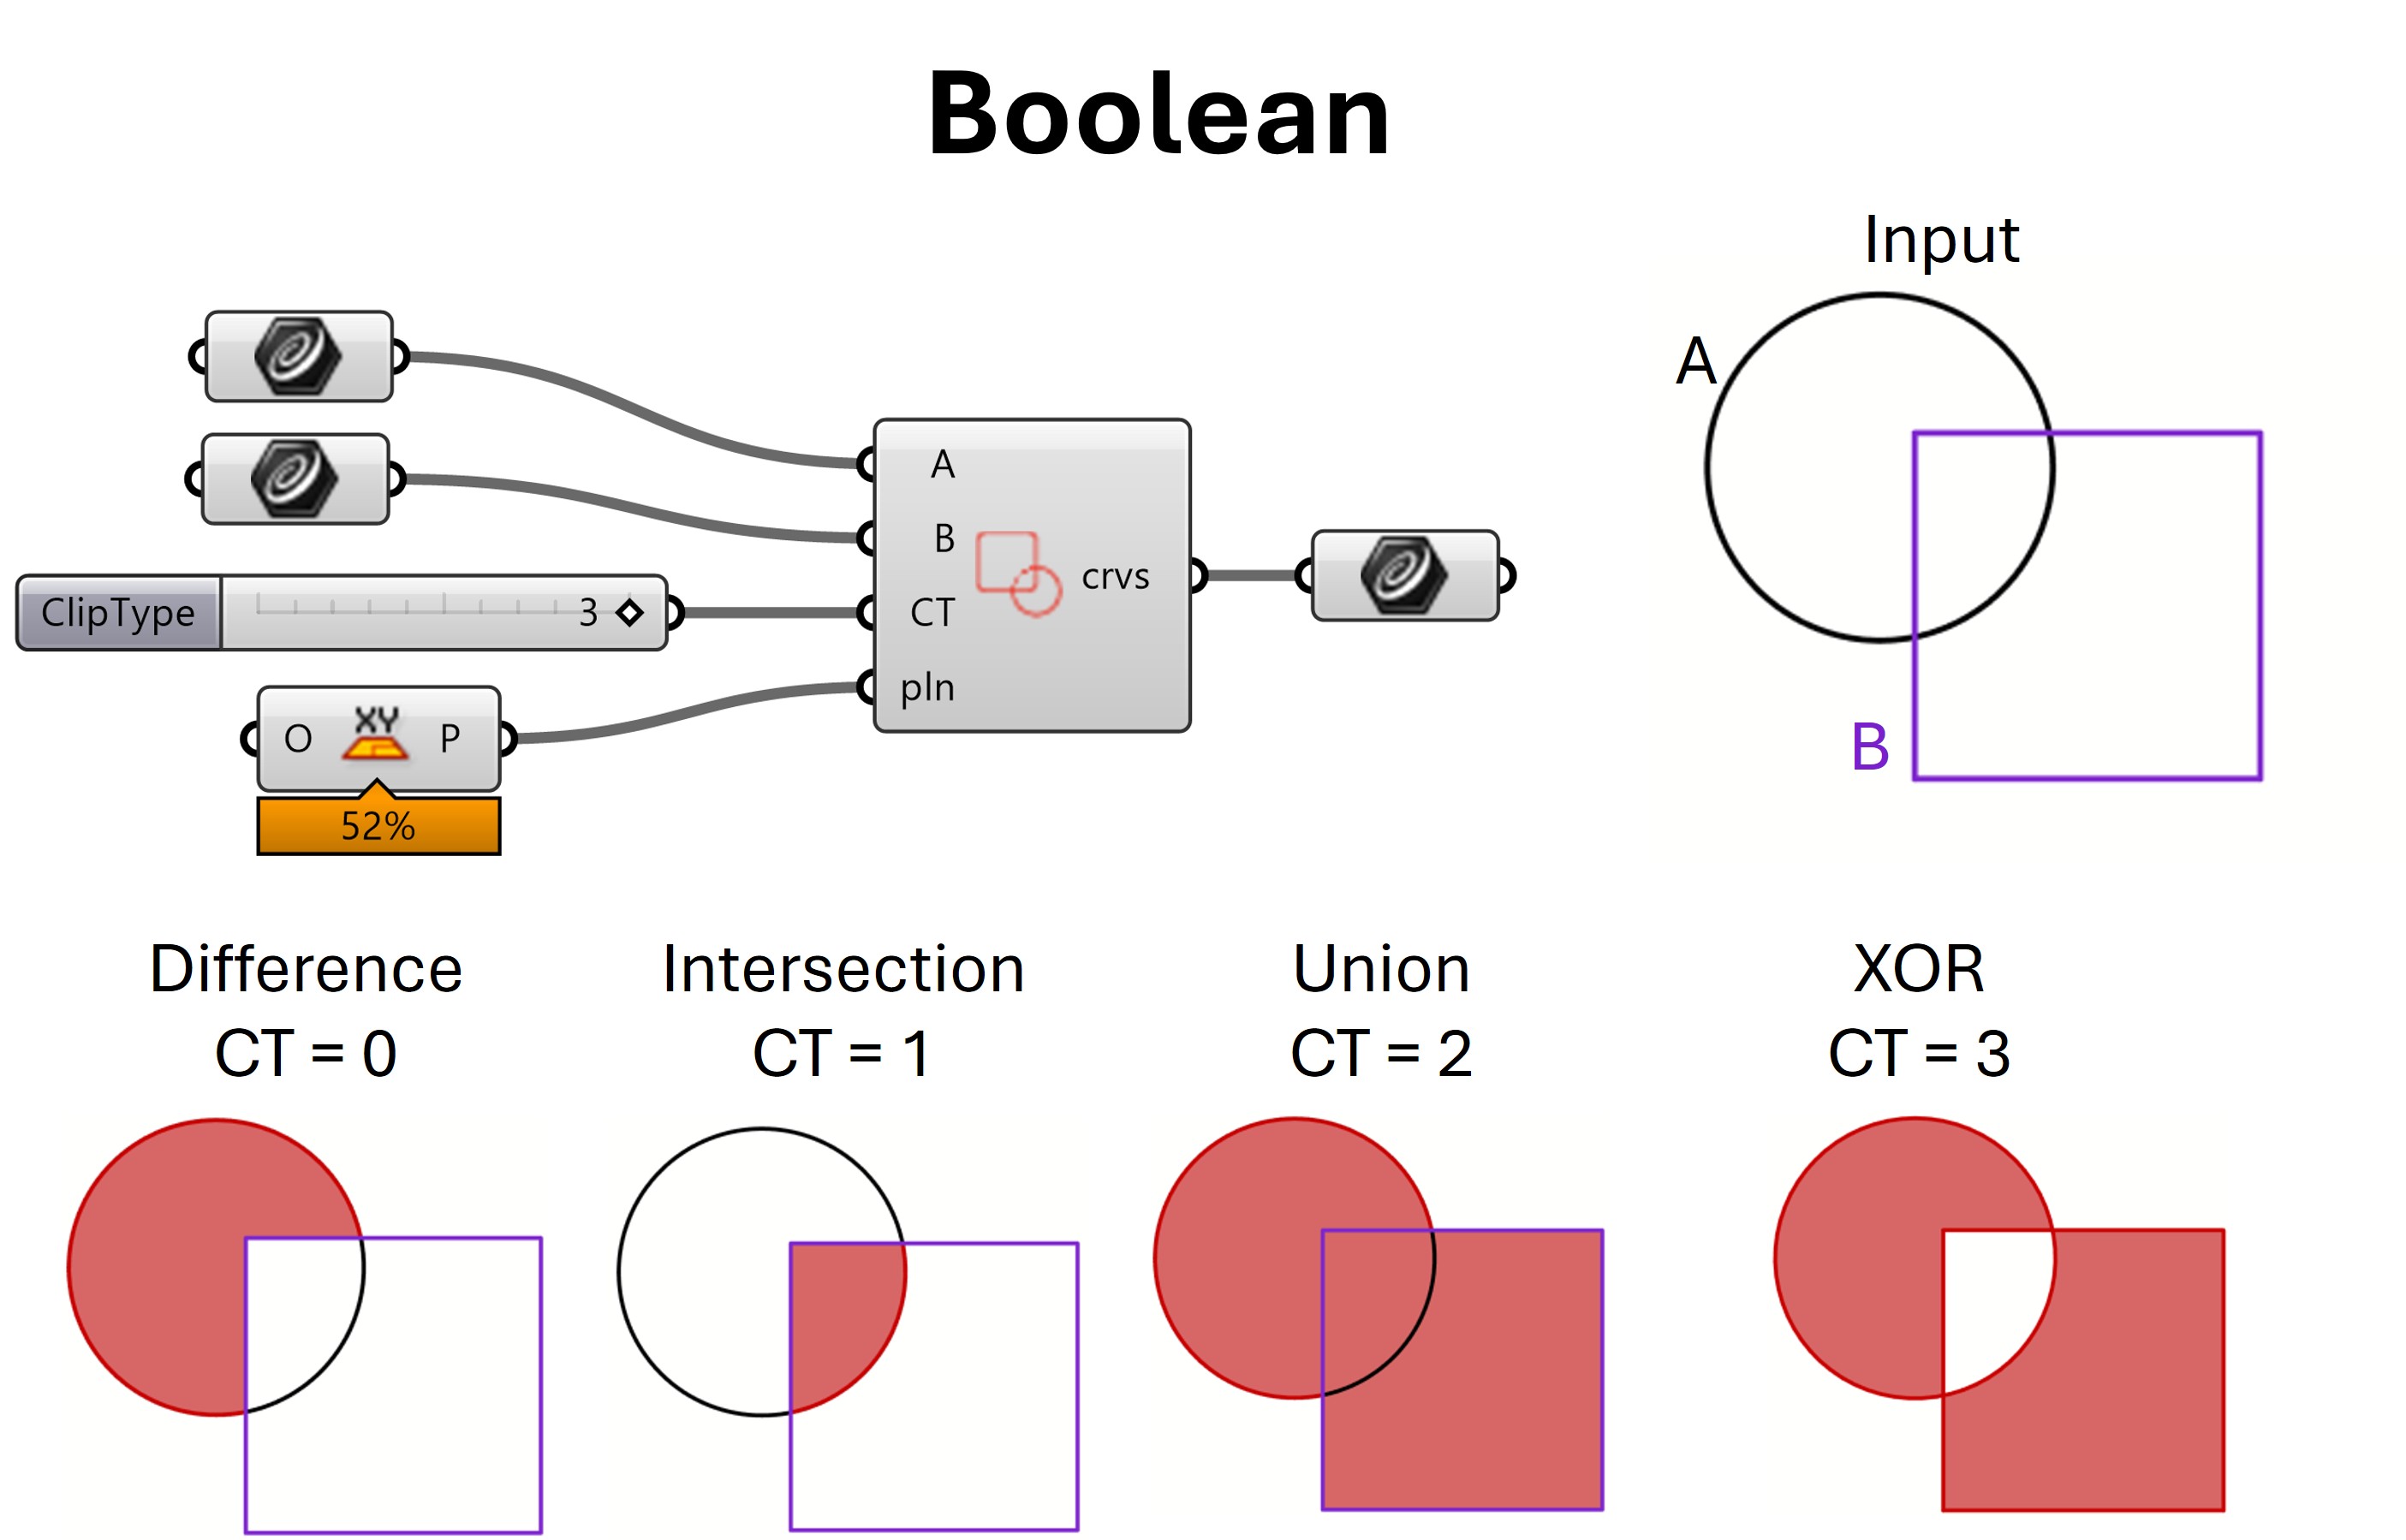 Boolean
Input
A
B
A
B
CT
pln
crvs
ClipType
3
O
XY
P
52%
Difference
CT = 0
Intersection
CT = 1
Union
CT = 2
XOR
CT = 3